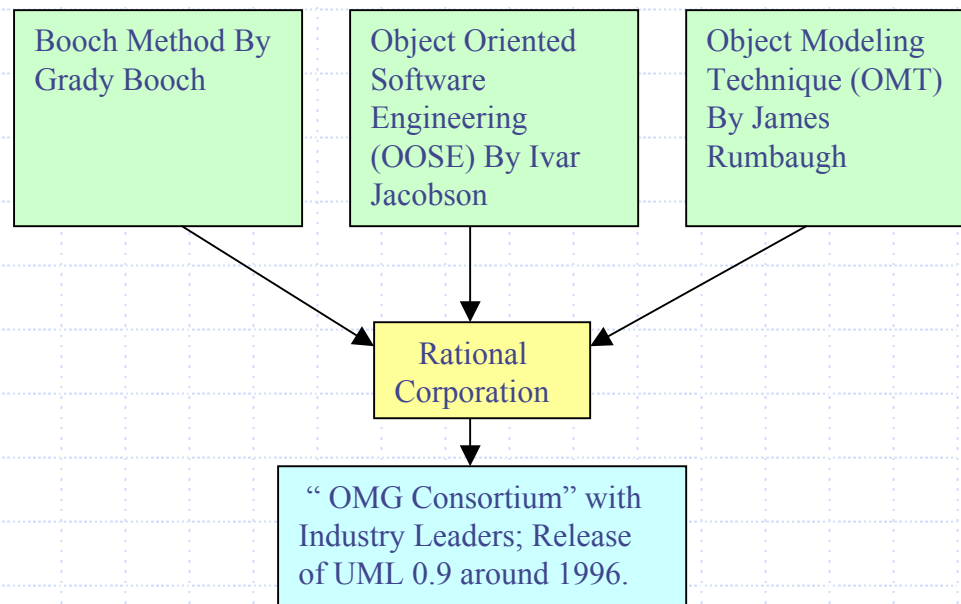 Booch Method By
Grady Booch
Object Oriented
Software
Engineering
(OOSE) By Ivar
Jacobson
Object Modeling
Technique (OMT)
By James
Rumbaugh
Rational
Corporation
“ OMG Consortium” with
Industry Leaders; Release
of UML 0.9 around 1996.